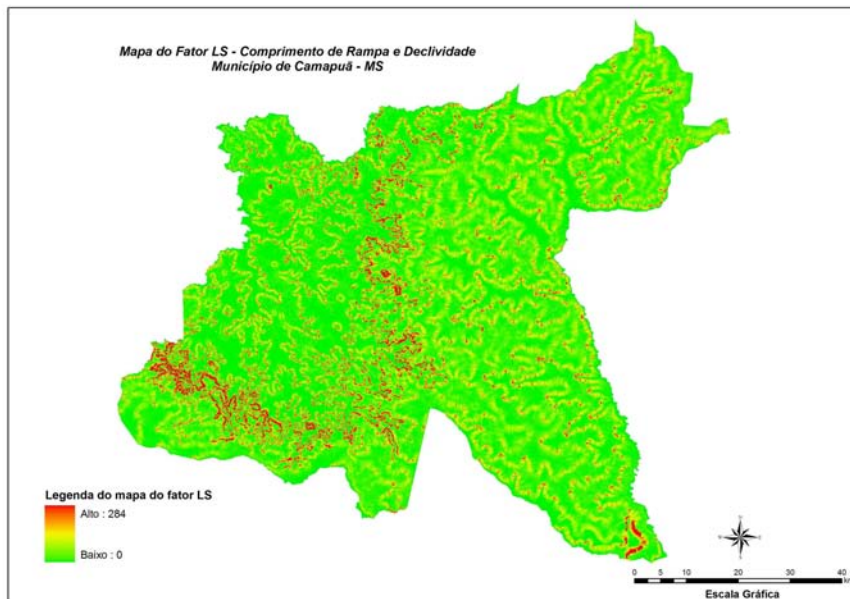 Mapa do Fator LS - Comprimento de Rampa e Declividade
Município de Camapuã - MS
Legenda do mapa do fator LS
Alto : 284
Baixo : 0
0 5 10 20 30 40
km
Escala Gráfica